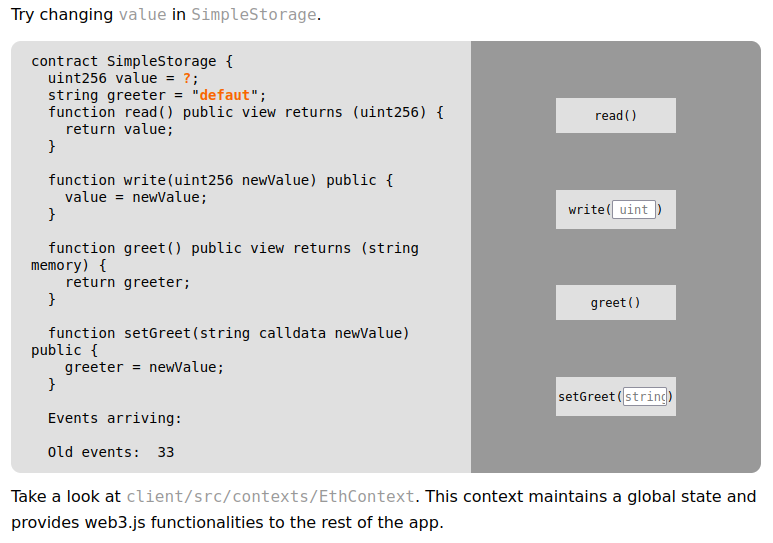 Try changing value in SimpleStorage.
contract SimpleStorage {
uint256 value = ?;
string greeter = "defaut";
function read() public view returns (uint256) {
return value;
}
function write(uint256 newValue) public {
value = newValue;
}
function greet() public view returns (string
memory) {
return greeter;
}
function setGreet(string calldata newValue)
public {
greeter = newValue;
}
Events arriving:
Old events:  33
read()
write( uint )
greet()
setGreet(string)
Take a look at client/src/contexts/EthContext. This context maintains a global state and
provides web3.js functionalities to the rest of the app.